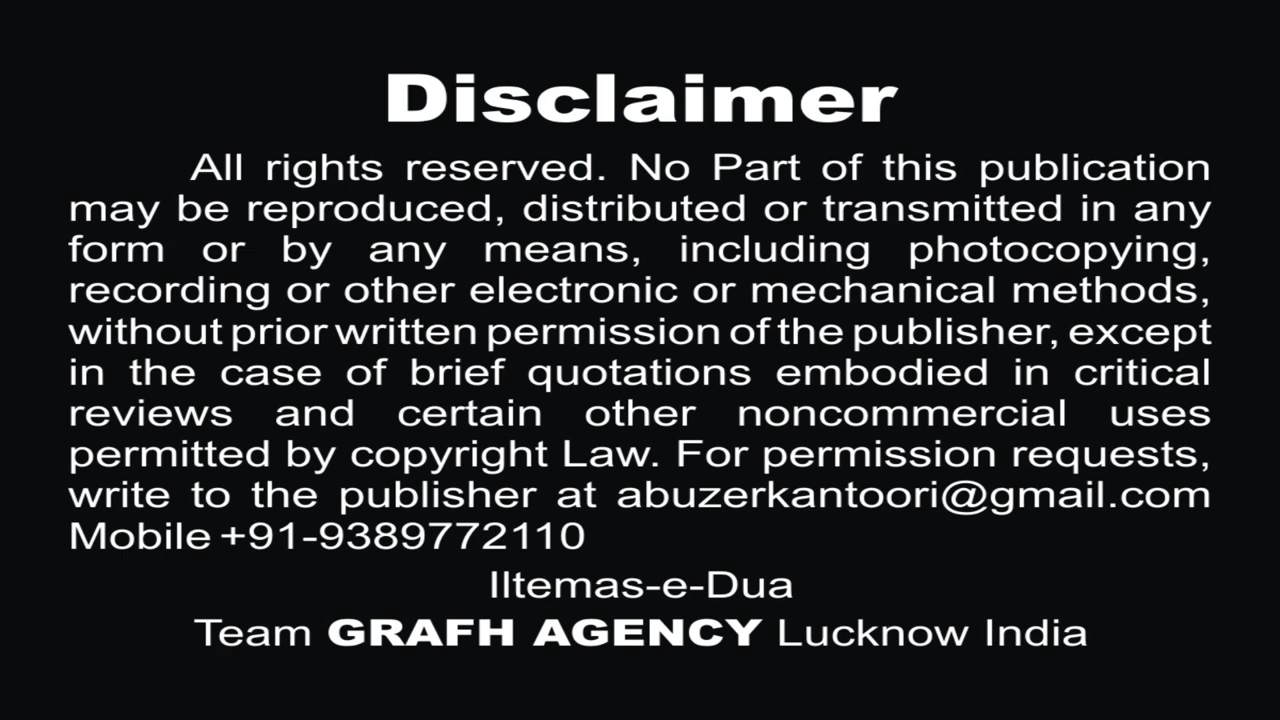 Disclaimer
All rights reserved. No Part of this publication
may be reproduced, distributed or transmitted in any
form or by any means, including photocopying,
recording or other electronic or mechanical methods,
without prior written permission of the publisher, except
in the case of brief quotations embodied in critical
reviews and certain other noncommercial uses
permitted by copyright Law. For permission requests,
write to the publisher at abuzerkantoori@gmail.com
Mobile +91-9389772110
Iltemas-e-Dua
Team GRAFH AGENCY Lucknow India